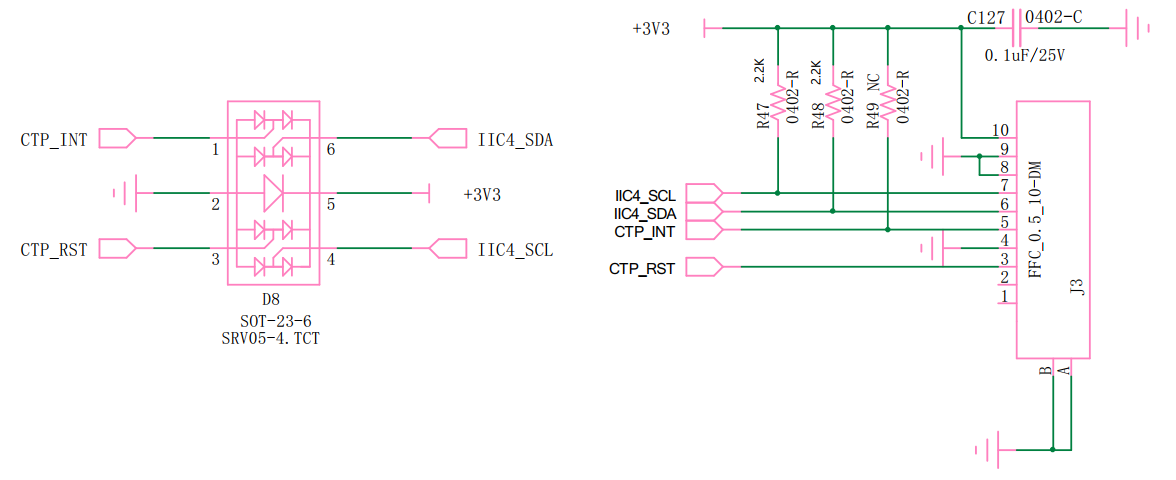 CTP_INT
1
6
IIC4_SDA
2
5
+3V3
CTP_RST
3
4
IIC4_SCL
D8
SOT-23-6
SRV05-4.TCT
+3V3
C127
0402-C
0.1uF/25V
2.2K
R47
0402-R
2.2K
R48
0402-R
NC
R49
0402-R
10
9
8
IIC4_SCL
7
IIC4_SDA
6
CTP_INT
5
4
CTP_RST
3
2
1
FFC_0.5_10-DM
J3
B
A